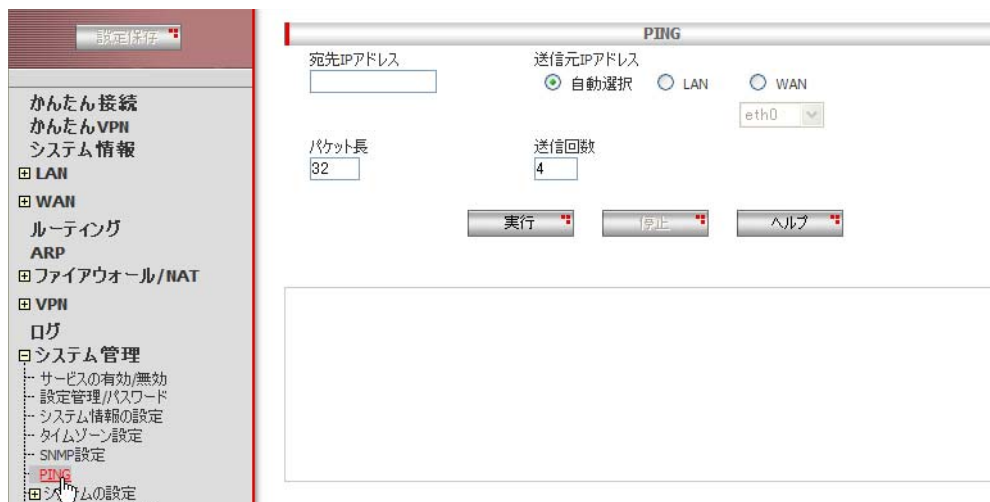 設定保存
かんたん接続
かんたんVPN
システム情報
LAN
WAN
ルーティング
ARP
ファイアウォール/NAT
VPN
ログ
システム管理
サービスの有効/無効
設定管理/パスワード
システム情報の設定
タイムゾーン設定
SNMP設定
PING
PING
宛先IPアドレス
送信元IPアドレス
自動選択 LAN WAN
eth0
パケット長
送信回数
32
4
実行 停止 ヘルプ